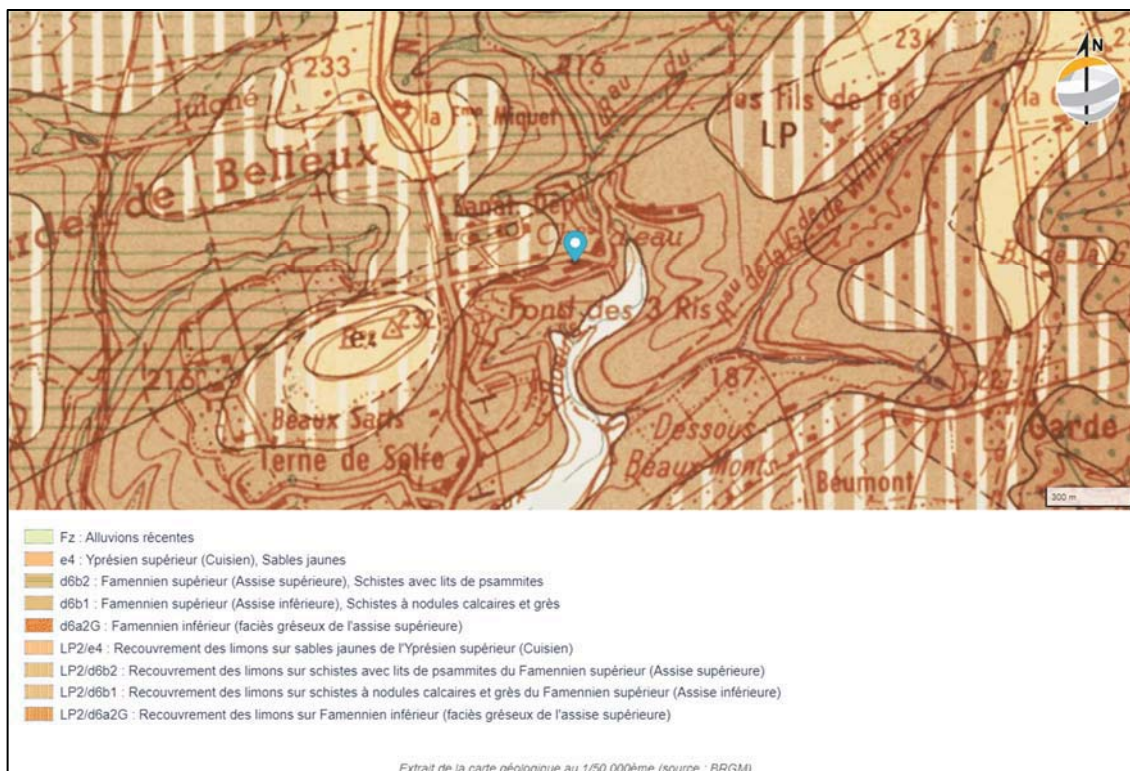 N
233
216
234
Juloné
la Fme Miquet
les fils de fer
LP
de Belleux
Fond des 3 Ris
e4
232
216
187
Beaux Sarts
Terne de Solre
Dessous
Beaux Monts
Béumont
Garde
300 m
Fz : Alluvions récentes
e4 : Yprésien supérieur (Cuisien), Sables jaunes
d6b2 : Famennien supérieur (Assise supérieure), Schistes avec lits de psammites
d6b1 : Famennien supérieur (Assise inférieure), Schistes à nodules calcaires et grès
d6a2G : Famennien inférieur (faciès gréseux de l'assise supérieure)
LP2/e4 : Recouvrement des limons sur sables jaunes de l'Yprésien supérieur (Cuisien)
LP2/d6b2 : Recouvrement des limons sur schistes avec lits de psammites du Famennien supérieur (Assise supérieure)
LP2/d6b1 : Recouvrement des limons sur schistes à nodules calcaires et grès du Famennien supérieur (Assise inférieure)
LP2/d6a2G : Recouvrement des limons sur Famennien inférieur (faciès gréseux de l'assise supérieure)
Extrait de la carte géologique au 1/50 000ème (source : BRGM)